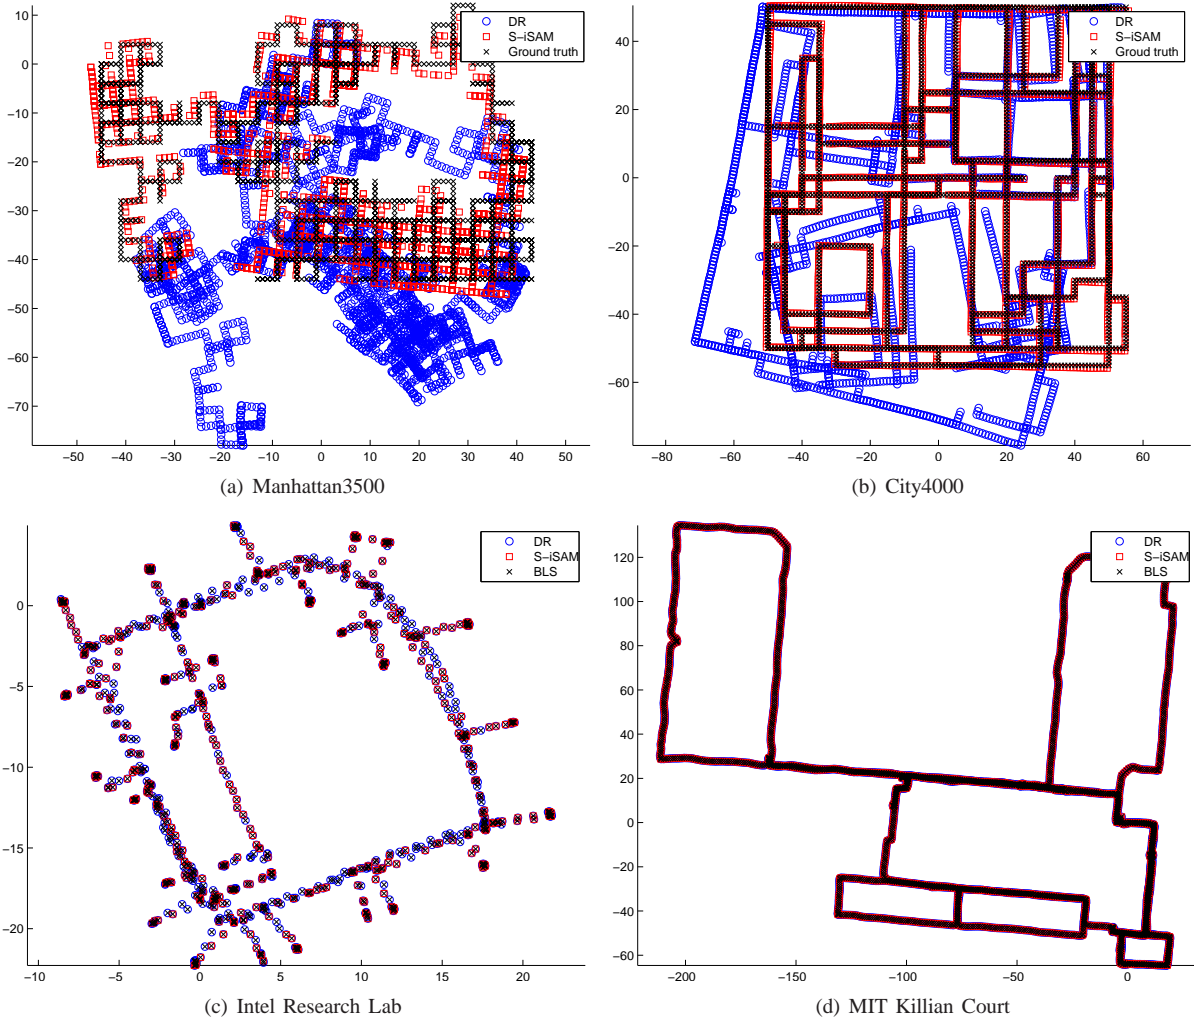 10
0
−10
−20
−30
−40
−50
−60
−70
−50 −40 −30 −20 −10 0 10 20 30 40 50
DR
S−iSAM
Ground truth
(a) Manhattan3500
40
20
0
−20
−40
−60
−80 −60 −40 −20 0 20 40 60
DR
S−iSAM
Groud truth
(b) City4000
0
−5
−10
−15
−20
−10 −5 0 5 10 15 20
DR
S−iSAM
BLS
(c) Intel Research Lab
120
100
80
60
40
20
0
−20
−40
−60
−200 −150 −100 −50 0
DR
S−iSAM
BLS
(d) MIT Killian Court